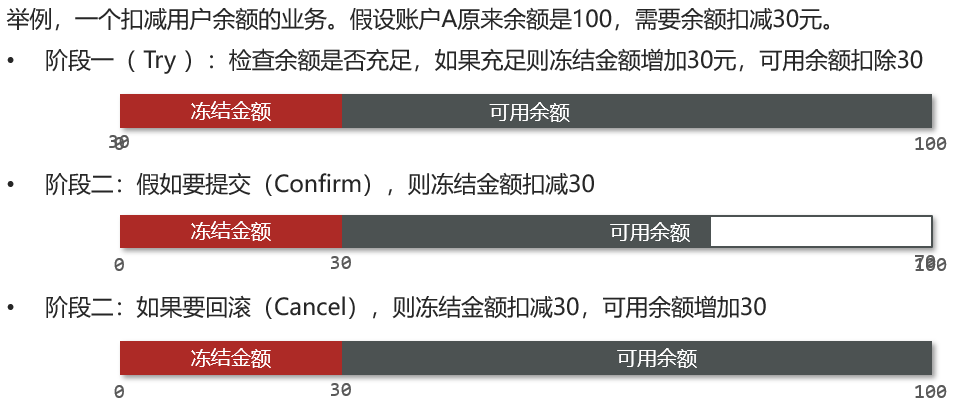 举例，一个扣减用户余额的业务。假设账户A原来余额是100，需要余额扣减30元。
• 阶段一（ Try ）：检查余额是否充足，如果充足则冻结金额增加30元，可用余额扣除30
冻结金额 可用余额
30 0 100
• 阶段二：假如要提交（Confirm），则冻结金额扣减30
冻结金额 可用余额
0 30 70 100
• 阶段二：如果要回滚（Cancel），则冻结金额扣减30，可用余额增加30
冻结金额 可用余额
0 30 100